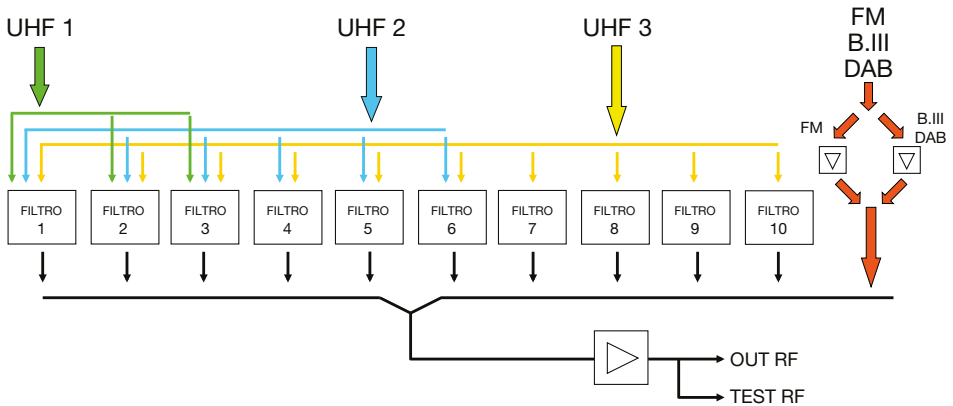 UHF 1
UHF 2
UHF 3
FM
B.III
DAB
FM
B.III
DAB
FILTRO
1
FILTRO
2
FILTRO
3
FILTRO
4
FILTRO
5
FILTRO
6
FILTRO
7
FILTRO
8
FILTRO
9
FILTRO
10
OUT RF
TEST RF